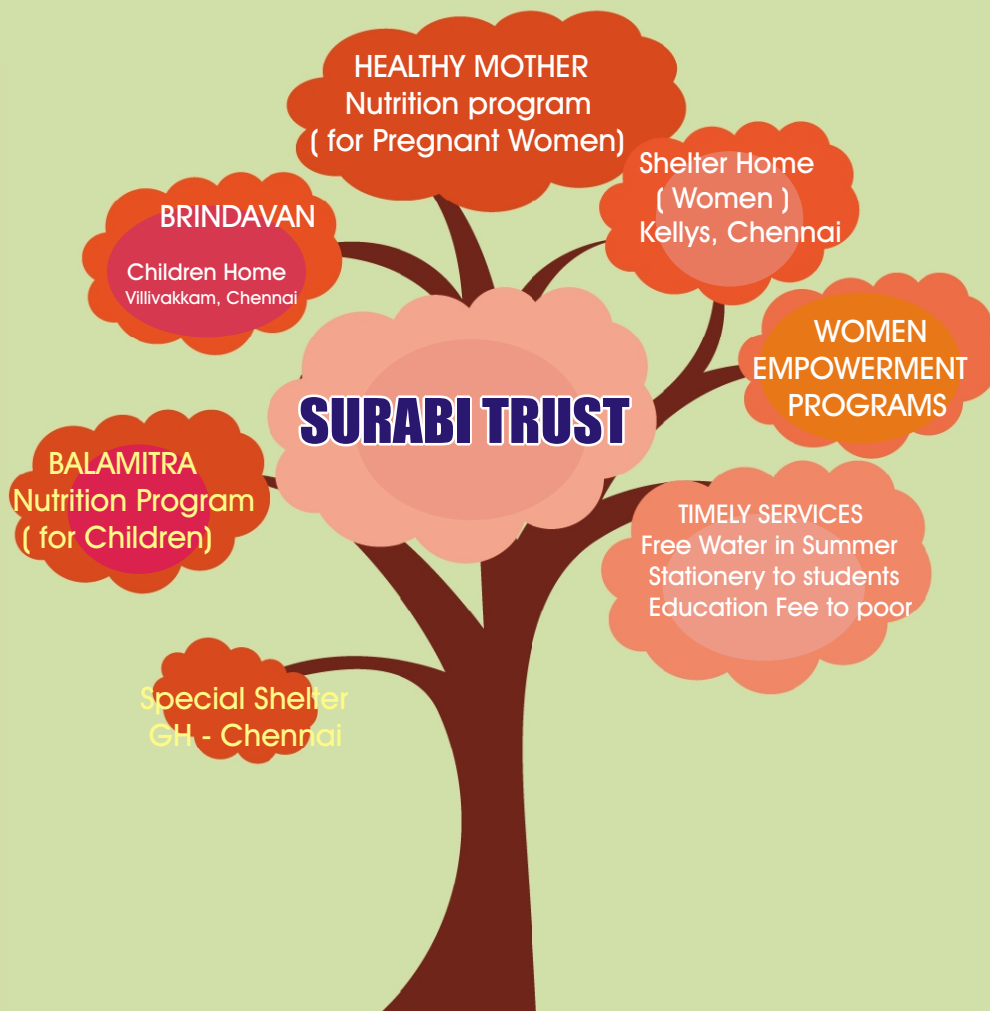 HEALTHY MOTHER
Nutrition program
( for Pregnant Women)
Shelter Home
( Women )
Kellys, Chennai
BRINDAVAN
Children Home
Villivakkam, Chennai
WOMEN
EMPOWERMENT
PROGRAMS
SURABI TRUST
BALAMITRA
Nutrition Program
( for Children)
TIMELY SERVICES
Free Water in Summer
Stationery to students
Education Fee to poor
Special Shelter
GH - Chennai